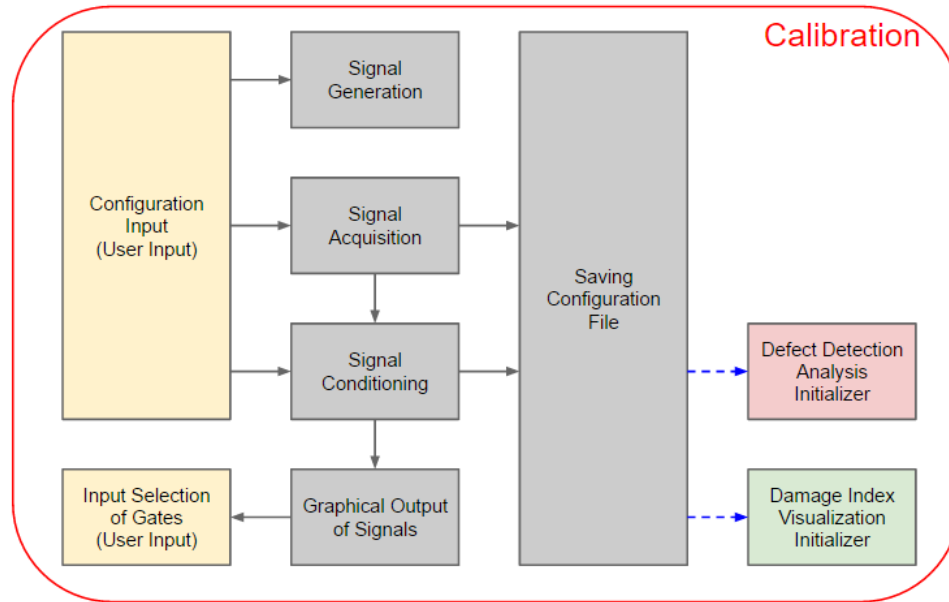 Calibration
Signal
Generation
Configuration
Input
(User Input)
Signal
Acquisition
Saving
Configuration
File
Signal
Conditioning
Defect Detection
Analysis
Initializer
Input Selection
of Gates
(User Input)
Graphical Output
of Signals
Damage Index
Visualization
Initializer